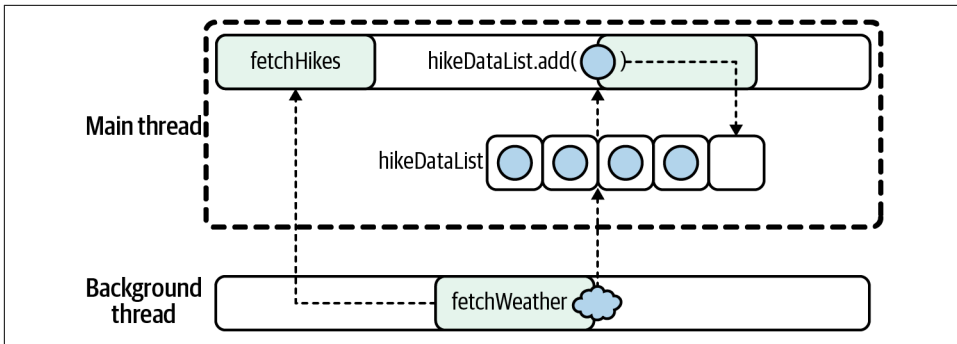 fetchHikes
hikeDataList.add( )
Main thread
hikeDataList
Background
thread
fetchWeather